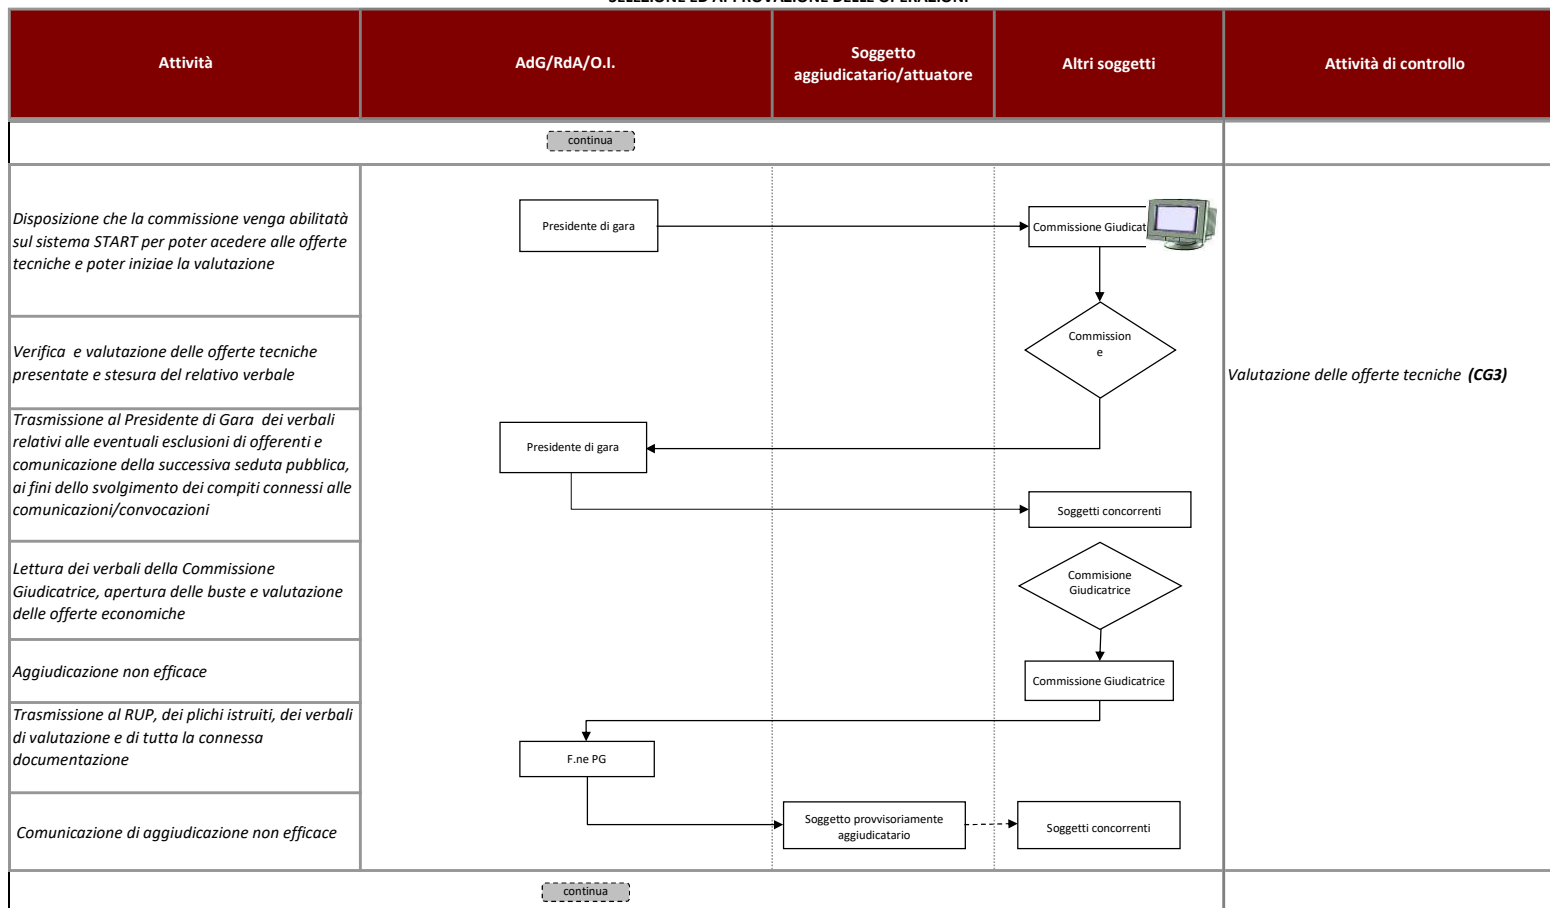 SELEZIONE ED APPROVAZIONE DELLE OPERAZIONI
Attività
AdG/RdA/O.I.
Soggetto
aggiudicatario/attuatore
Altri soggetti
Attività di controllo
continua
Disposizione che la commissione venga abilitatà
sul sistema START per poter acedere alle offerte
tecniche e poter iniziae la valutazione
Presidente di gara
Commissione Giudicat
Verifica e valutazione delle offerte tecniche
presentate e stesura del relativo verbale
Commission
e
Valutazione delle offerte tecniche (CG3)
Trasmissione al Presidente di Gara dei verbali
relativi alle eventuali esclusioni di offerenti e
comunicazione della successiva seduta pubblica,
ai fini dello svolgimento dei compiti connessi alle
comunicazioni/convocazioni
Presidente di gara
Soggetti concorrenti
Lettura dei verbali della Commissione
Giudicatrice, apertura delle buste e valutazione
delle offerte economiche
Commisione
Giudicatrice
Aggiudicazione non efficace
Commissione Giudicatrice
Trasmissione al RUP, dei plichi istruiti, dei verbali
di valutazione e di tutta la connessa
documentazione
F.ne PG
Comunicazione di aggiudicazione non efficace
Soggetto provvisoriamente
aggiudicatario
Soggetti concorrenti
continua